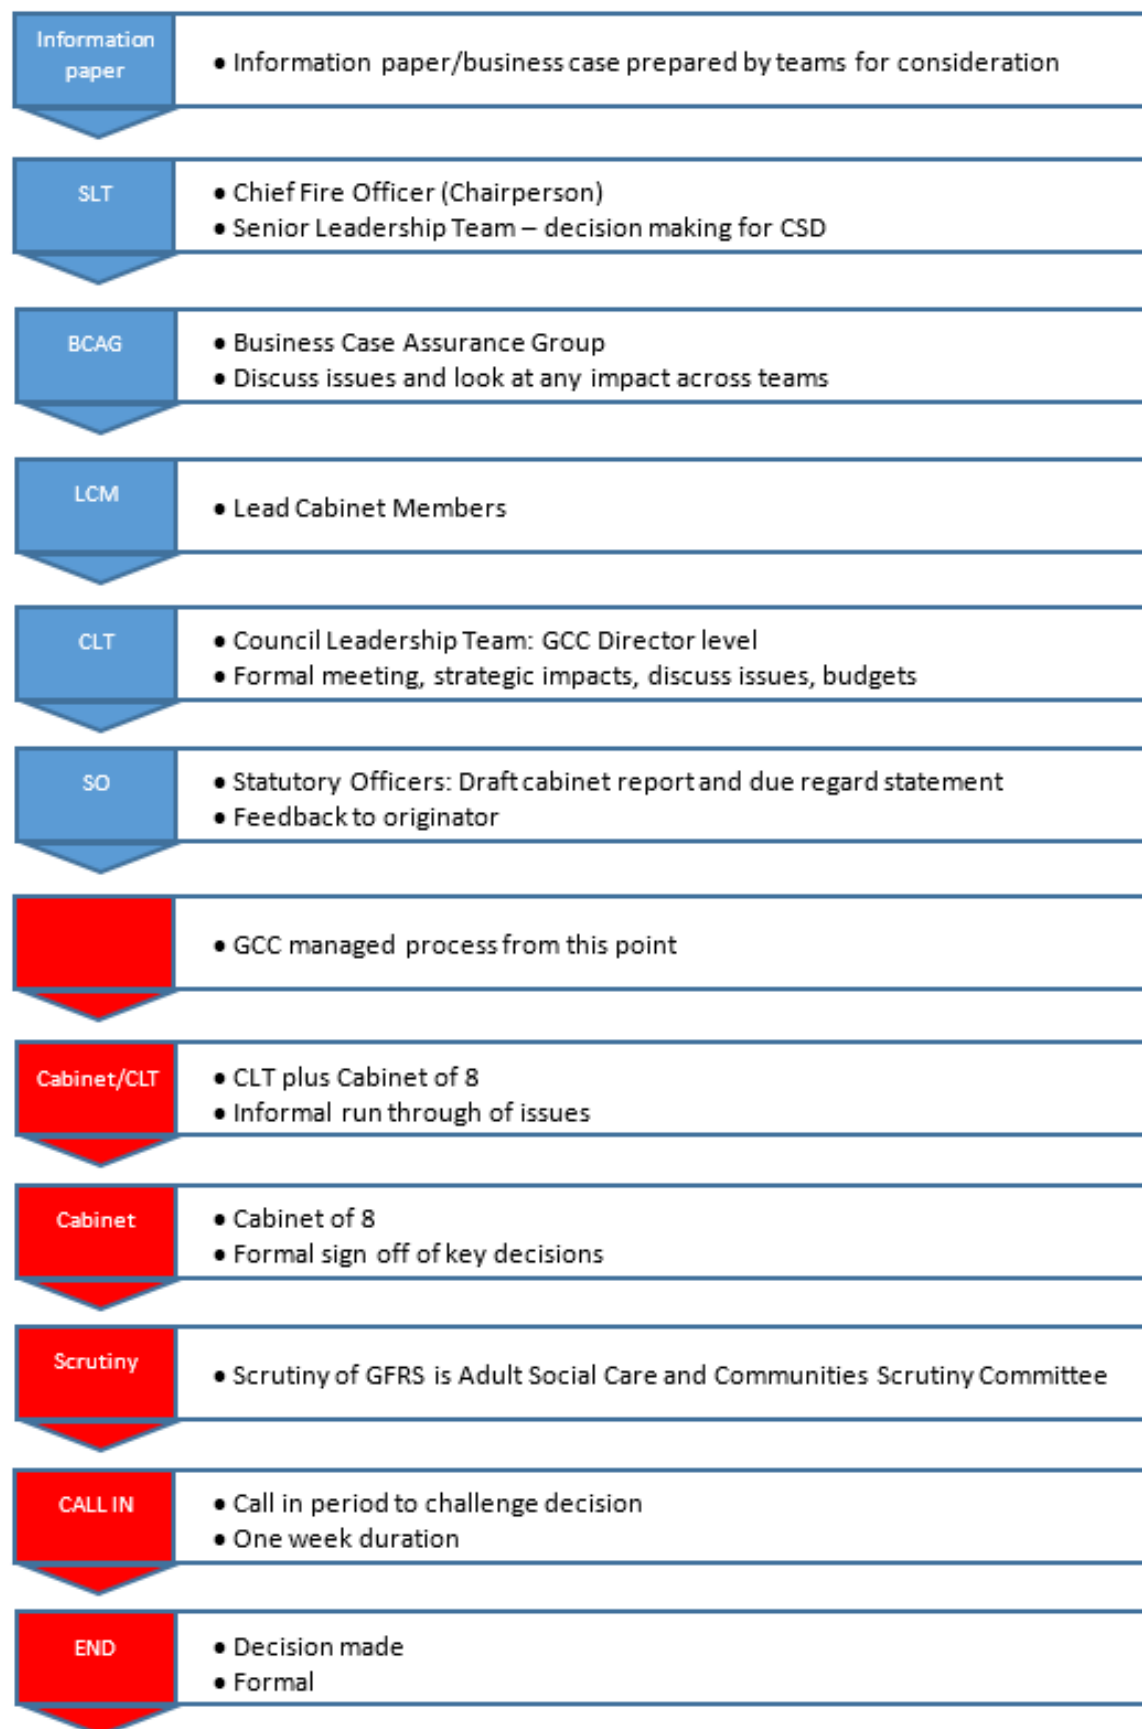 Information
paper
• Information paper/business case prepared by teams for consideration
SLT
• Chief Fire Officer (Chairperson)
• Senior Leadership Team – decision making for CSD
BCAG
• Business Case Assurance Group
• Discuss issues and look at any impact across teams
LCM
• Lead Cabinet Members
CLT
• Council Leadership Team: GCC Director level
• Formal meeting, strategic impacts, discuss issues, budgets
SO
• Statutory Officers: Draft cabinet report and due regard statement
• Feedback to originator
• GCC managed process from this point
Cabinet/CLT
• CLT plus Cabinet of 8
• Informal run through of issues
Cabinet
• Cabinet of 8
• Formal sign off of key decisions
Scrutiny
• Scrutiny of GFRS is Adult Social Care and Communities Scrutiny Committee
CALL IN
• Call in period to challenge decision
• One week duration
END
• Decision made
• Formal